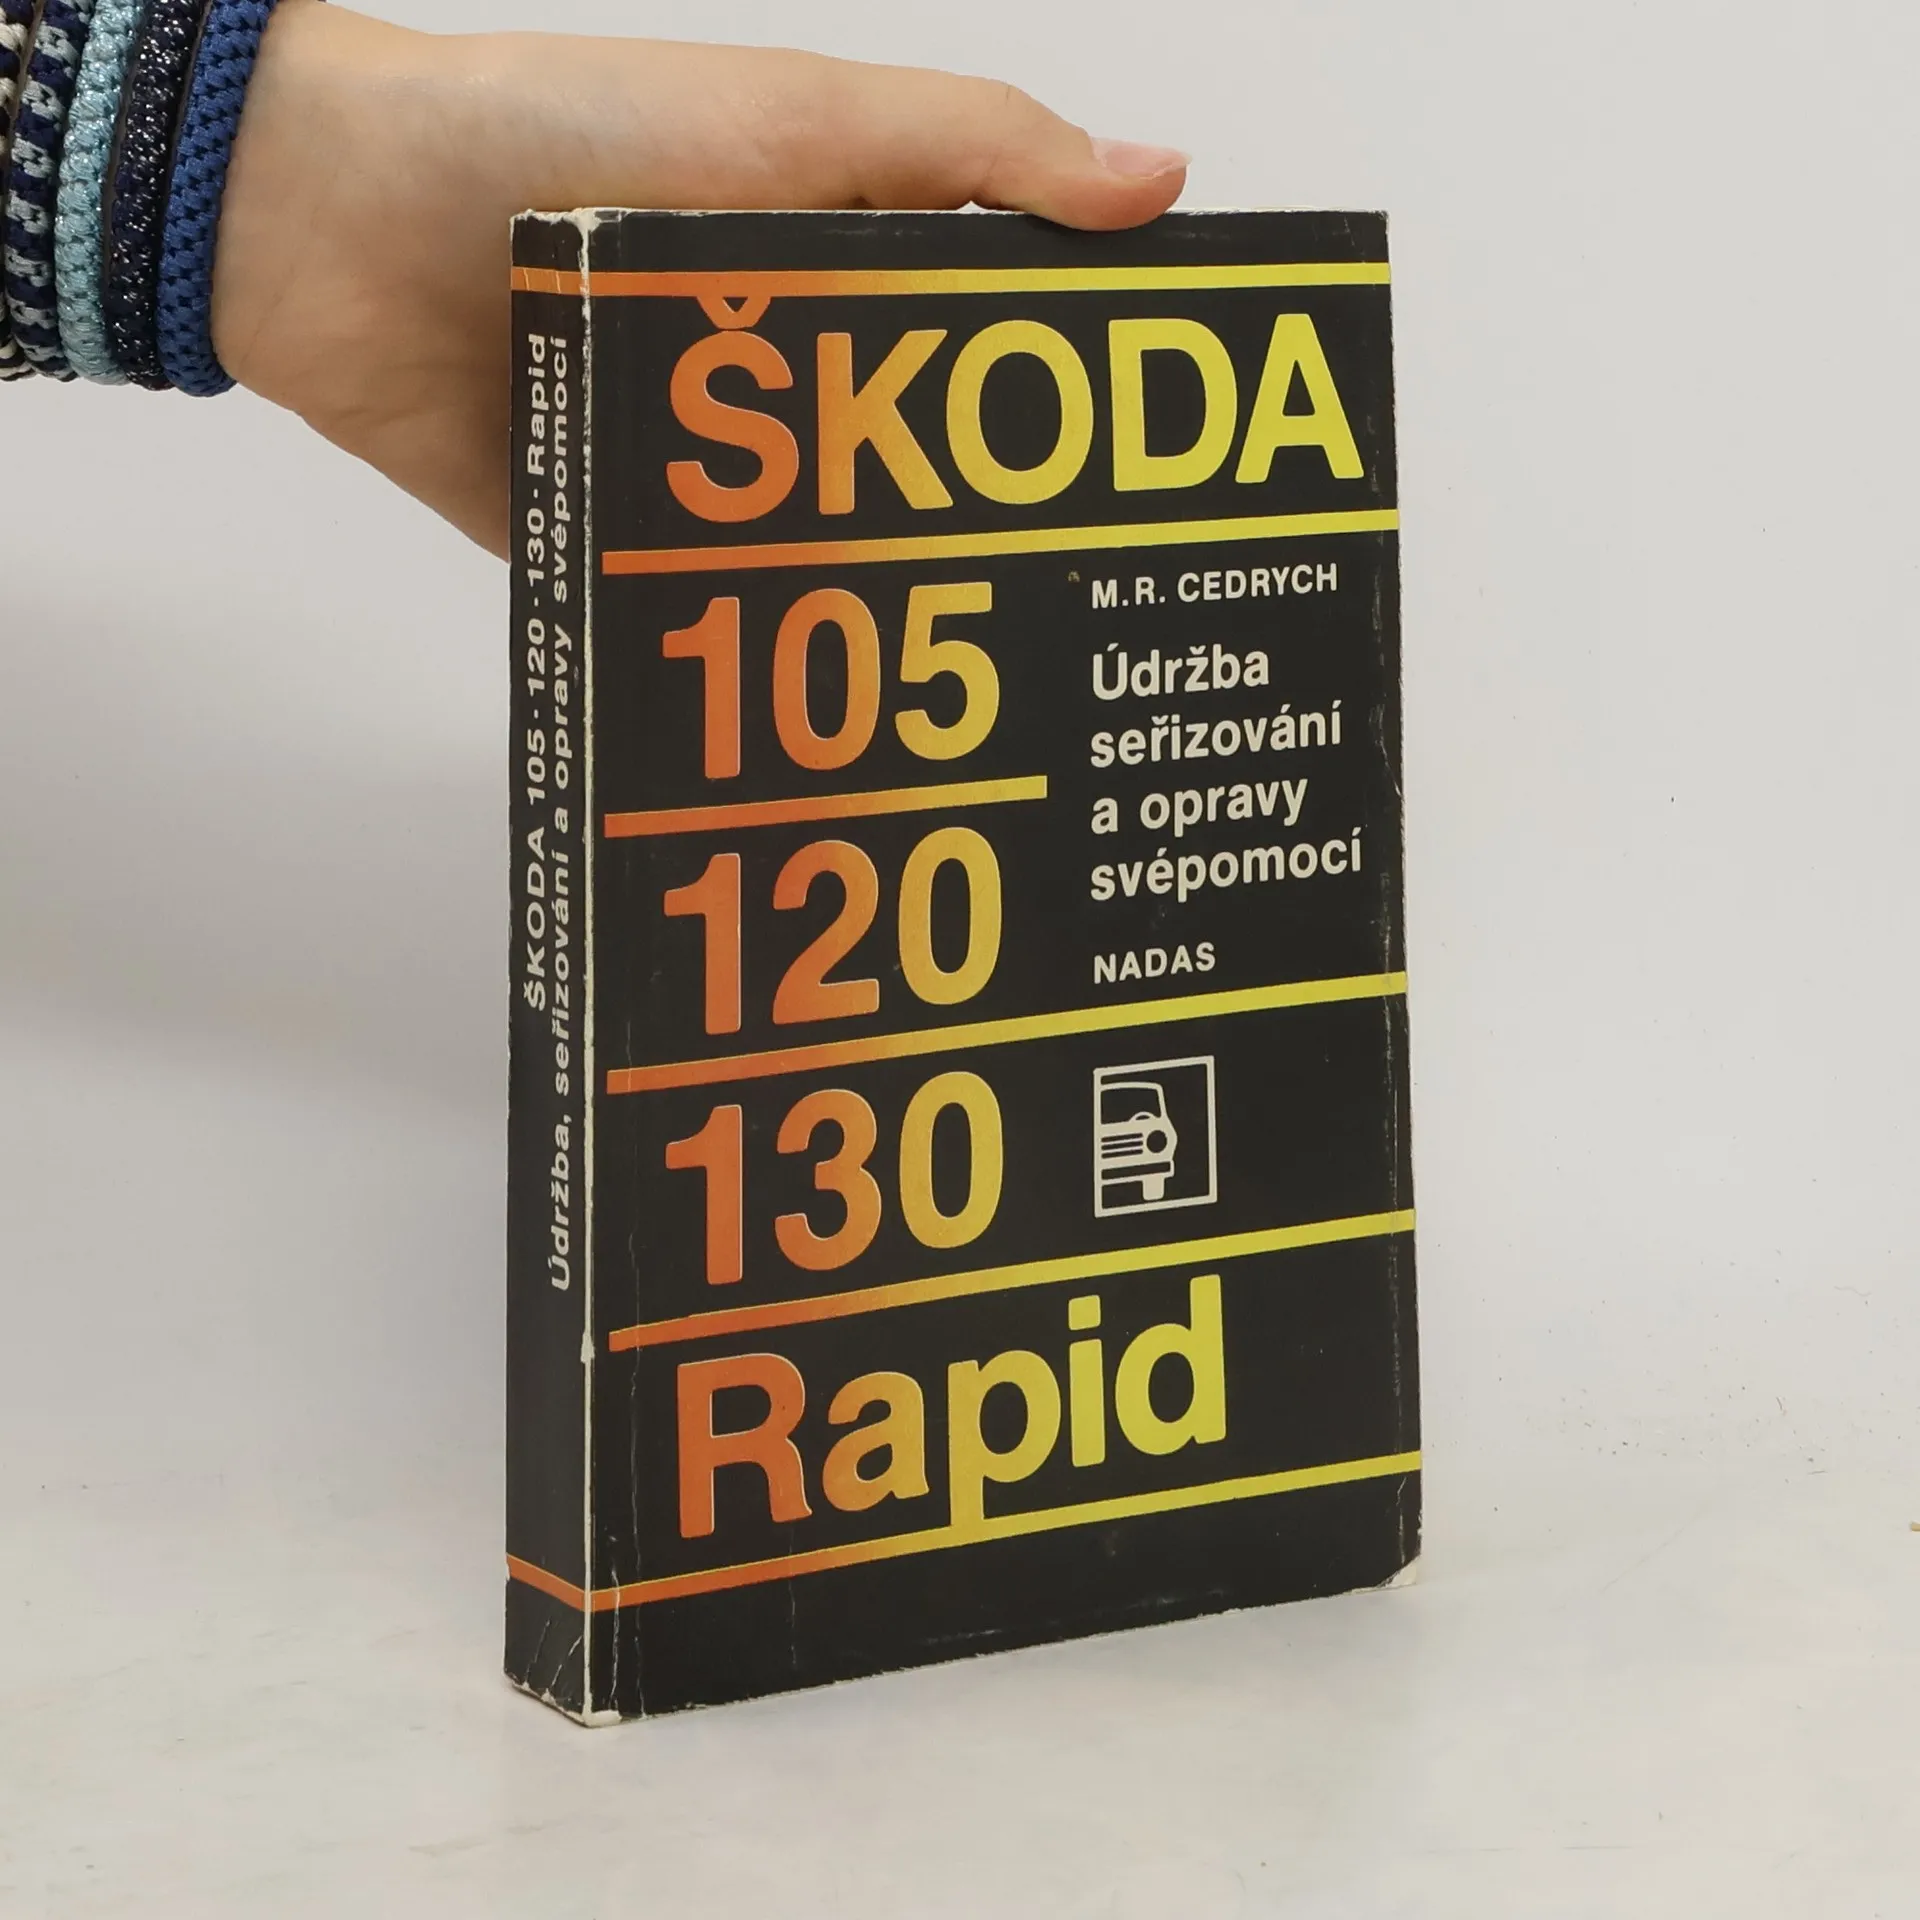 ŠKODA 105·120·130·Rapid
Údržba, seřizování a opravy svépomocí
ŠKODA
105
M.R. CEDRYCH
Údržba
seřizování
a opravy
svépomocí
120
NADAS
130
Rapid